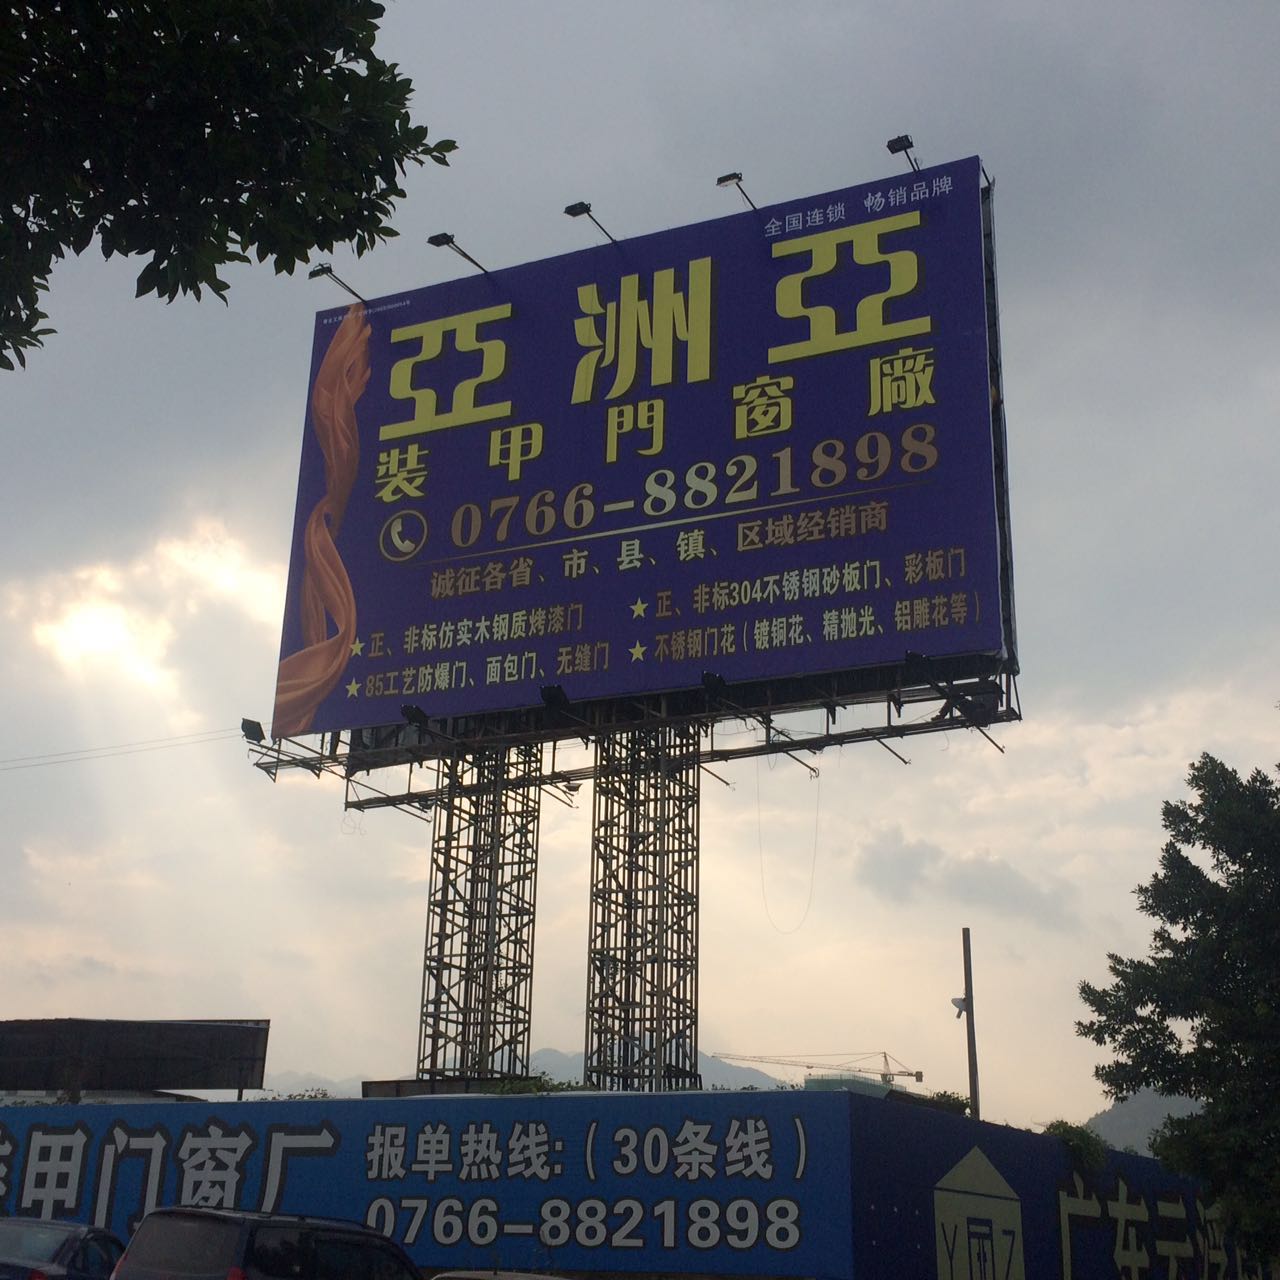 全国连锁 畅销品牌
亞洲亞
装甲門窗廠
0766-8821898
诚征各省、市、县、镇、区域经销商
★正、非标仿实木钢质烤漆门
★正、非标304不锈钢砂板门、彩板门
★85工艺防爆门、面包门、无缝门
★不锈钢门花（镀铜花、精抛光、铝雕花等）
甲门窗厂
报单热线:（30条线）
0766-8821898
Y Z
广东云浮